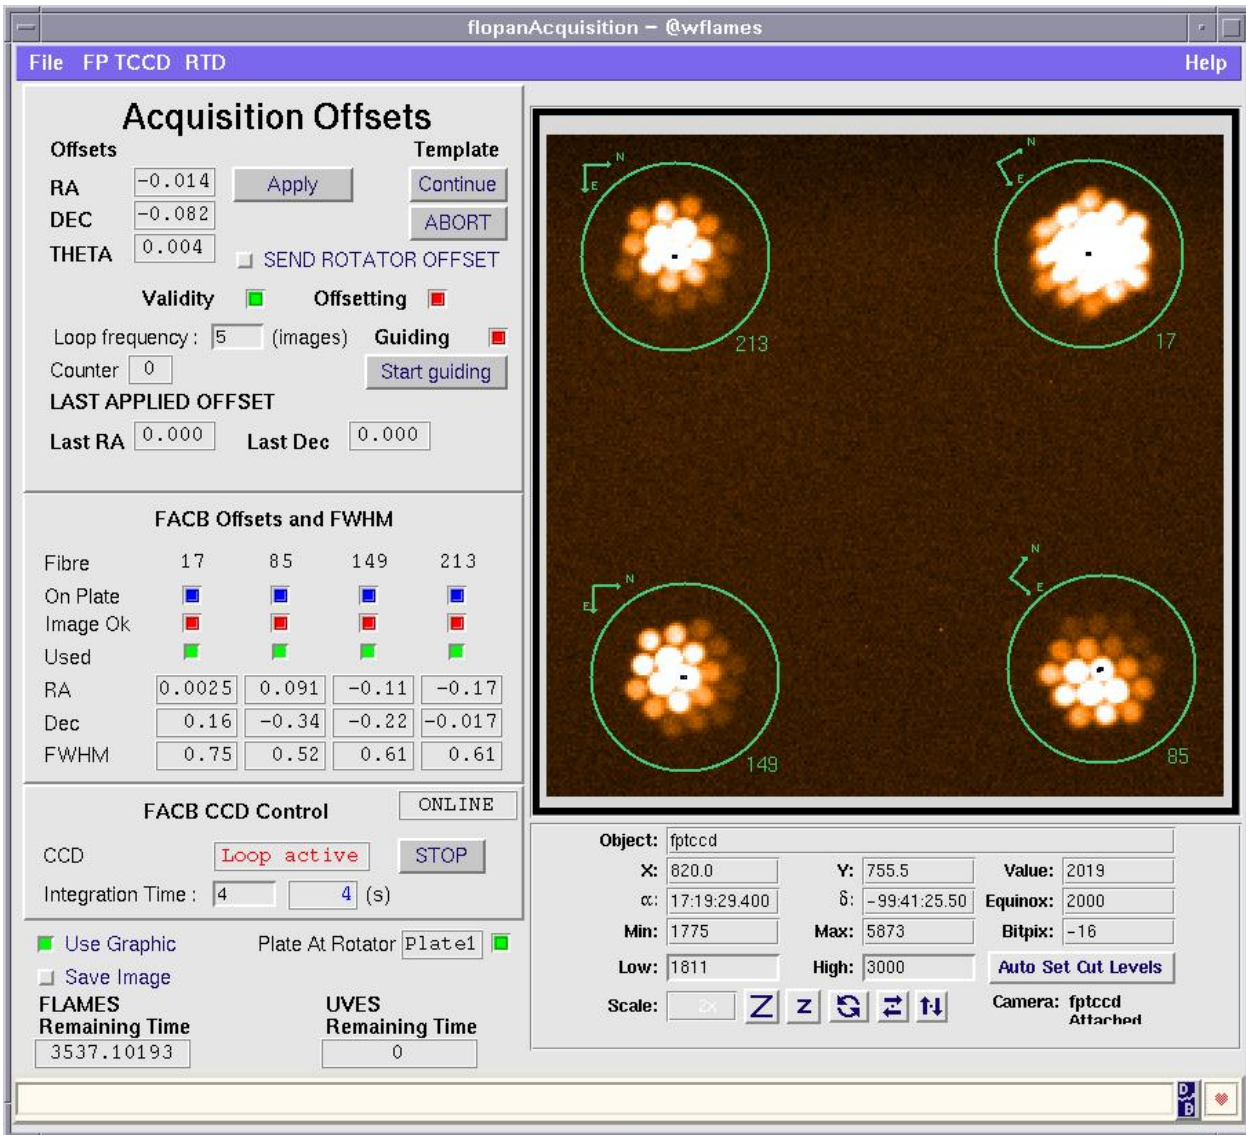 flopanAcquisition – @wflames
File FP TCCD RTD Help
Acquisition Offsets
Offsets Template
RA -0.014 Apply Continue
DEC -0.082 ABORT
THETA 0.004 SEND ROTATOR OFFSET
Validity Offsetting
Loop frequency : 5 (images) Guiding
Counter 0 Start guiding
LAST APPLIED OFFSET
Last RA 0.000 Last Dec 0.000
FACB Offsets and FWHM
Fibre 17 85 149 213
On Plate
Image Ok
Used
RA 0.0025 0.091 -0.11 -0.17
Dec 0.16 -0.34 -0.22 -0.017
FWHM 0.75 0.52 0.61 0.61
FACB CCD Control ONLINE
CCD Loop active STOP
Integration Time : 4 4 (s)
Use Graphic Plate At Rotator Plate1
Save Image
FLAMES UVES
Remaining Time Remaining Time
3537.10193 0
N N
E E
213 17
N N
E E
149 85
Object: fptccd
X: 820.0 Y: 755.5 Value: 2019
α: 17:19:29.400 δ: -99:41:25.50 Equinox: 2000
Min: 1775 Max: 5873 Bitpix: -16
Low: 1811 High: 3000 Auto Set Cut Levels
Scale: 2x Z z Camera: fptccd
Attached
D
B